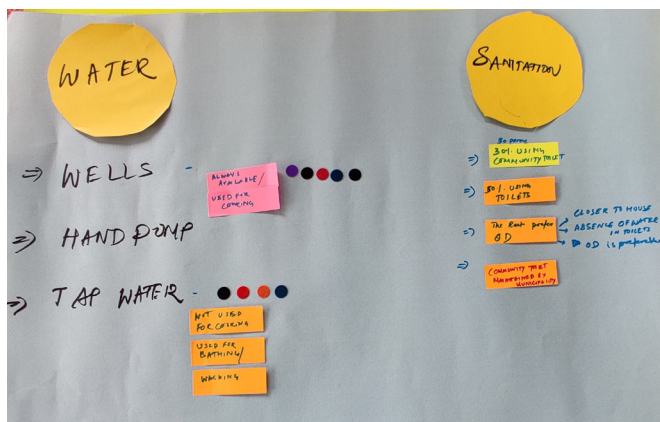 WATER
⇒ WELLS -
ALWAYS
AVAILABLE/
USED FOR
COOKING
⇒ HAND PUMP
⇒ TAP WATER -
NOT USED
FOR COOKING
USED FOR
BATHING/
WASHING
SANITATION
⇒ 30% USING
COMMUNITY TOILET
⇒ 50% USING
TOILETS
⇒ The Rest prefer
OD
→ CLOSER TO HOUSE
→ ABSENCE OF WATER
IN TOILETS
→ OD is preferable
⇒ COMMUNITY TOILET
MAINTAINED BY
MUNICIPALITY